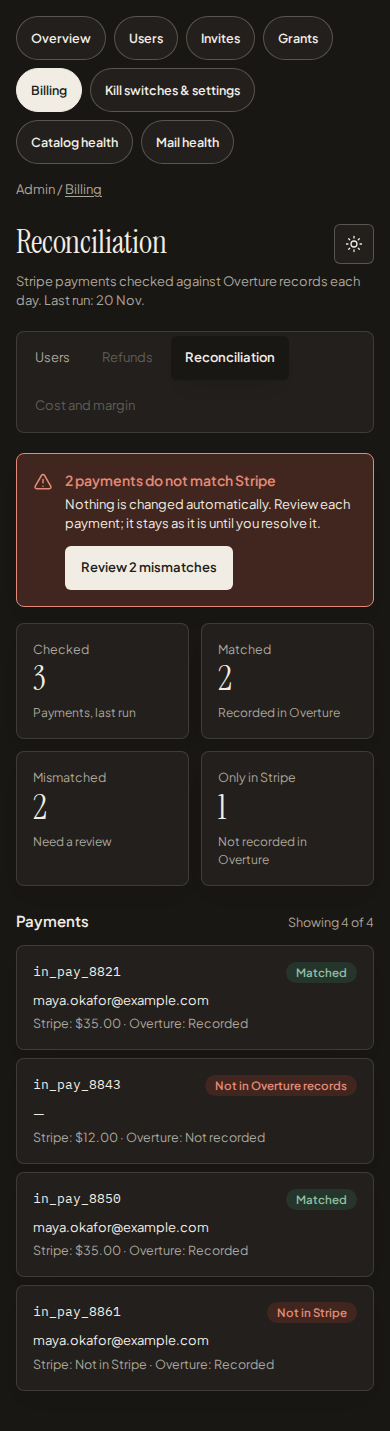 Overview Users Invites Grants
Billing Kill switches & settings
Catalog health Mail health
Admin / Billing
Reconciliation
Stripe payments checked against Overture records each
day. Last run: 20 Nov.
Users Refunds Reconciliation
Cost and margin
2 payments do not match Stripe
Nothing is changed automatically. Review each
payment; it stays as it is until you resolve it.
Review 2 mismatches
Checked Matched
3 2
Payments, last run Recorded in Overture
Mismatched Only in Stripe
2 1
Need a review Not recorded in
Overture
Payments Showing 4 of 4
in_pay_8821 Matched
maya.okafor@example.com
Stripe: $35.00 · Overture: Recorded
in_pay_8843 Not in Overture records
—
Stripe: $12.00 · Overture: Not recorded
in_pay_8850 Matched
maya.okafor@example.com
Stripe: $35.00 · Overture: Recorded
in_pay_8861 Not in Stripe
maya.okafor@example.com
Stripe: Not in Stripe · Overture: Recorded